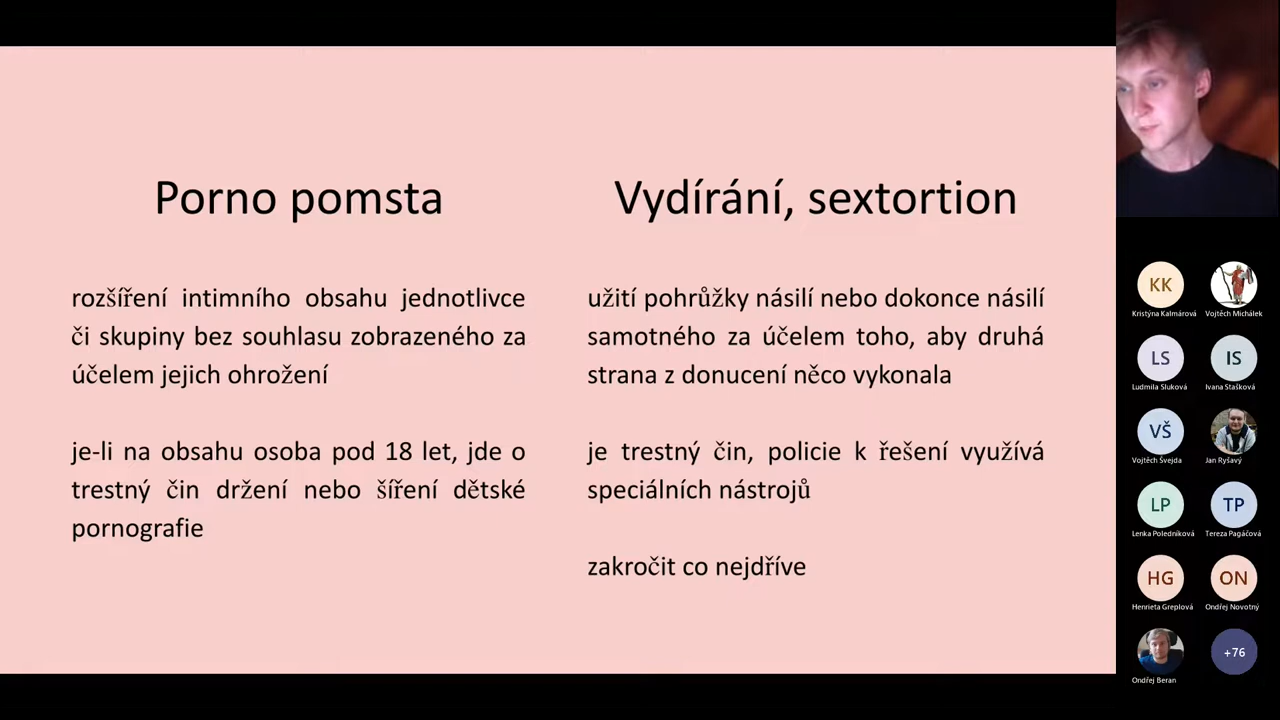 Porno pomsta
rozšíření intimního obsahu jednotlivce
či skupiny bez souhlasu zobrazeného za
účelem jejich ohrožení
je-li na obsahu osoba pod 18 let, jde o
trestný čin držení nebo šíření dětské
pornografie
Vydírání, sextortion
užití pohrůžky násilí nebo dokonce násilí
samotného za účelem toho, aby druhá
strana z donucení něco vykonala
je trestný čin, policie k řešení využívá
speciálních nástrojů
zakročit co nejdříve
KK
Kristýna Kalmárová
Vojtěch Michálek
LS
Ludmila Sluková
IS
Ivana Stašková
VŠ
Vojtěch Švejda
Jan Ryšavý
LP
Lenka Poledníková
TP
Tereza Pagáčová
HG
Henrieta Greplová
ON
Ondřej Novotný
Ondřej Beran
+76